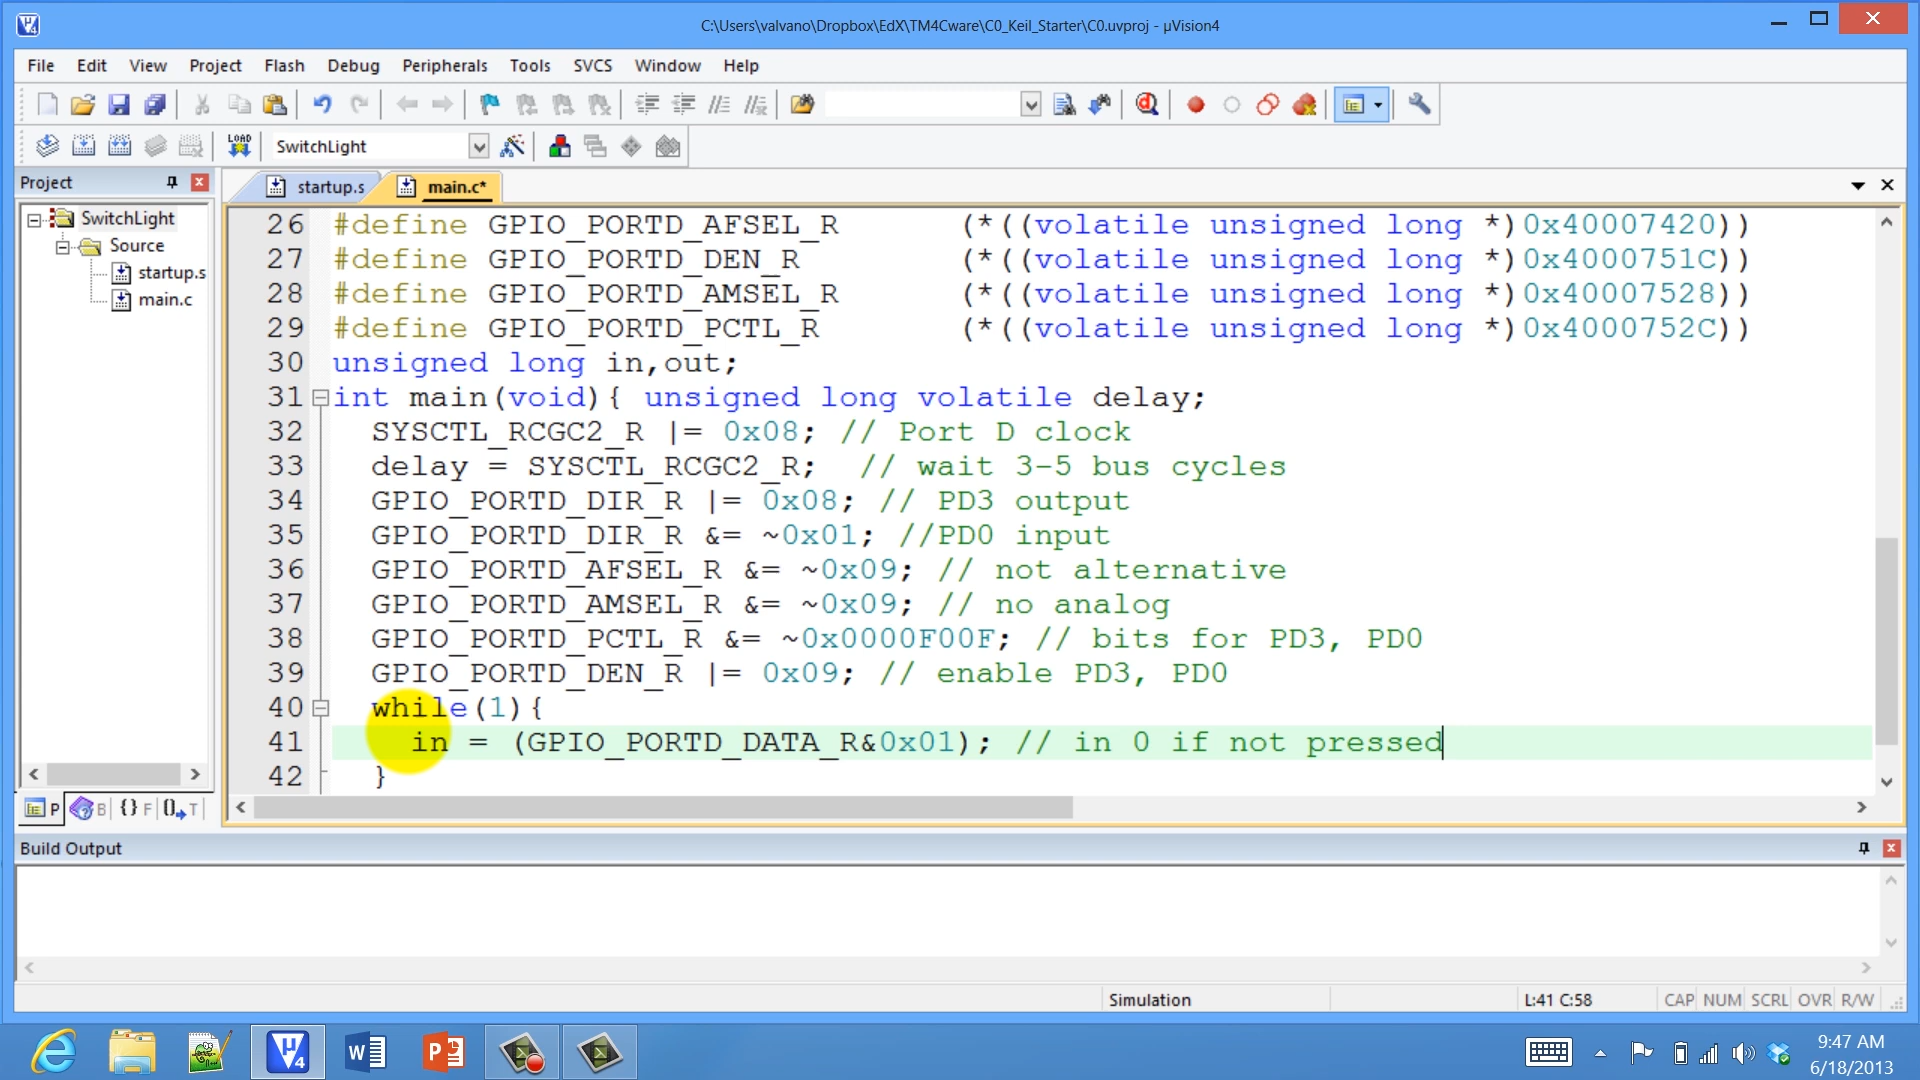 C:\Users\valvano\Dropbox\EdX\TM4Cware\C0_Keil_Starter\C0.uvproj - µVision4
File Edit View Project Flash Debug Peripherals Tools SVCS Window Help
LOAD SwitchLight
Project
startup.s main.c*
SwitchLight
Source
startup.s
main.c
26 #define GPIO_PORTD_AFSEL_R (*((volatile unsigned long *)0x40007420))
27 #define GPIO_PORTD_DEN_R (*((volatile unsigned long *)0x4000751C))
28 #define GPIO_PORTD_AMSEL_R (*((volatile unsigned long *)0x40007528))
29 #define GPIO_PORTD_PCTL_R (*((volatile unsigned long *)0x4000752C))
30 unsigned long in,out;
31 int main(void){ unsigned long volatile delay;
32 SYSCTL_RCGC2_R |= 0x08; // Port D clock
33 delay = SYSCTL_RCGC2_R; // wait 3-5 bus cycles
34 GPIO_PORTD_DIR_R |= 0x08; // PD3 output
35 GPIO_PORTD_DIR_R &= ~0x01; //PD0 input
36 GPIO_PORTD_AFSEL_R &= ~0x09; // not alternative
37 GPIO_PORTD_AMSEL_R &= ~0x09; // no analog
38 GPIO_PORTD_PCTL_R &= ~0x0000F00F; // bits for PD3, PD0
39 GPIO_PORTD_DEN_R |= 0x09; // enable PD3, PD0
40 while(1){
41 in = (GPIO_PORTD_DATA_R&0x01); // in 0 if not pressed
42 }
P B {} F 0 T
Build Output
Simulation L:41 C:58 CAP NUM SCRL OVR R/W
9:47 AM
6/18/2013